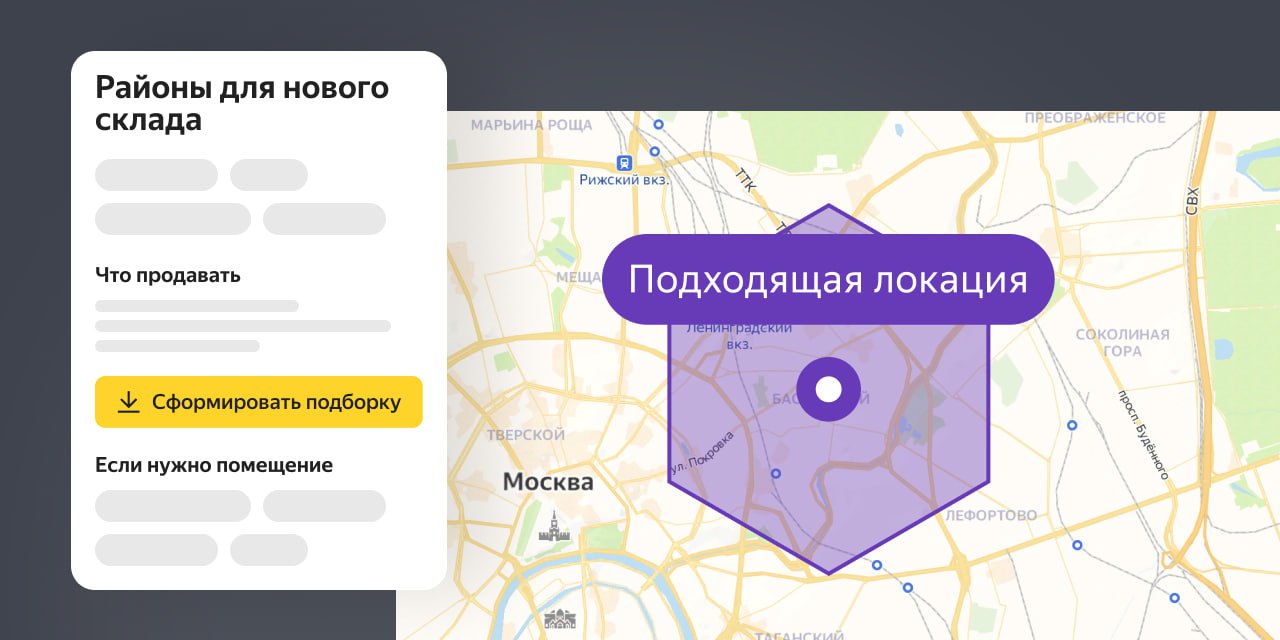 Районы для нового
склада
Что продавать
Сформировать подборку
Если нужно помещение
МАРЬИНА РОЩА
ПРЕОБРАЖЕНСКОЕ
Рижский вкз.
ТТК
СВХ
МЕЩА
Подходящая локация
Ленинградский
вкз.
СОКОЛИНАЯ
ГОРА
просп. Будённого
ТВЕРСКОЙ
ул. Покровка
Москва
ЛЕФОРТОВО
ТАГАНСКИЙ